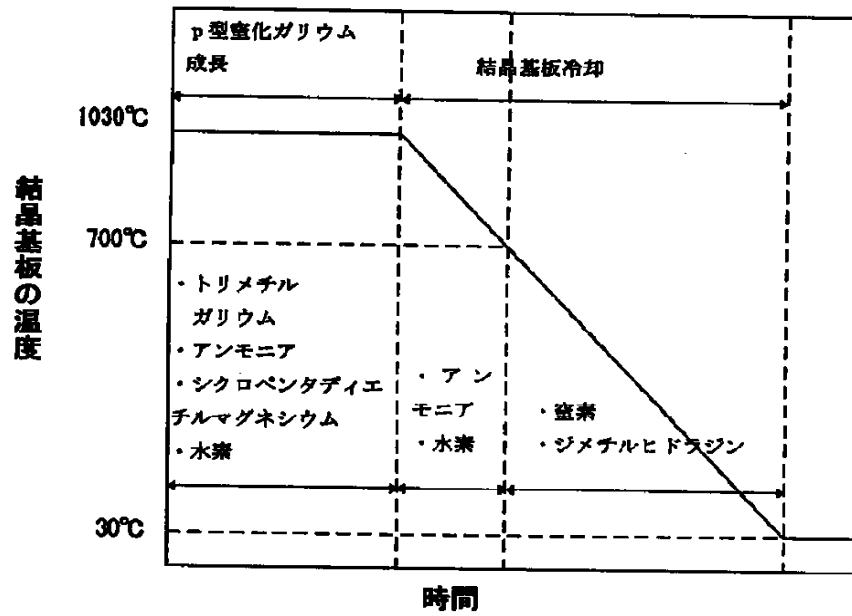 p型窒化ガリウム
成長
結晶基板冷却
1030℃
700℃
30℃
結晶基板の温度
・トリメチル
ガリウム
・アンモニア
・シクロペンタディエ
チルマグネシウム
・水素
・アン
モニア
・水素
・窒素
・ジメチルヒドラジン
時間